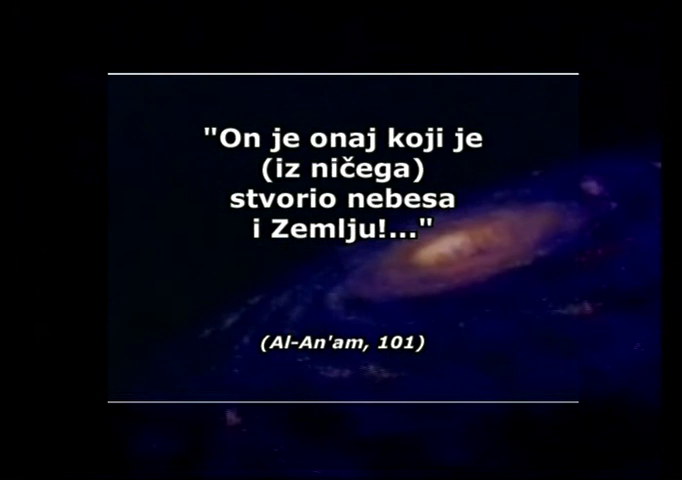 "On je onaj koji je
(iz ničega)
stvorio nebesa
i Zemlju!..."
(Al-An'am, 101)